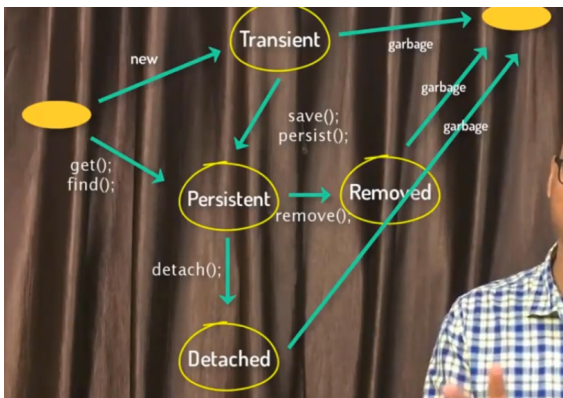 Transient
new
garbage
garbage
save();
persist();
garbage
get();
find();
Persistent
remove();
Removed
detach();
Detached